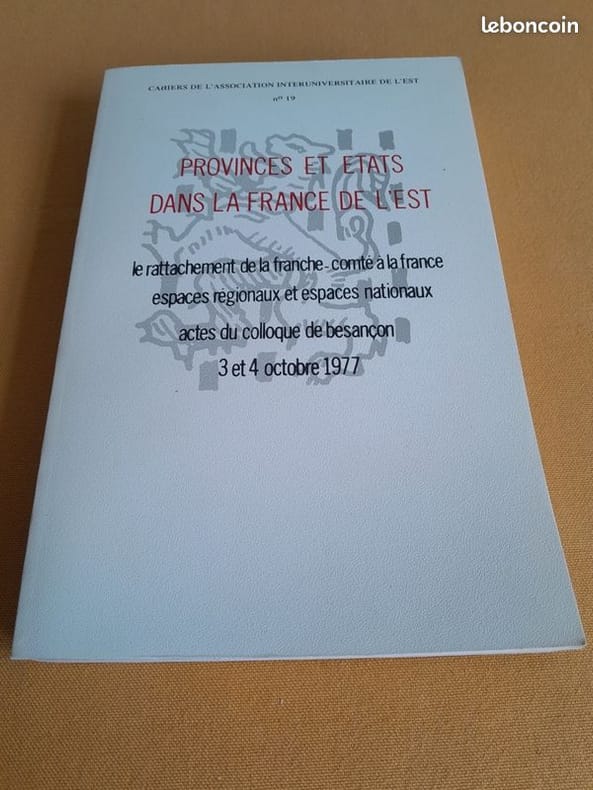 leboncoin
CAHIERS DE L'ASSOCIATION INTERUNIVERSITAIRE DE L'EST
nº 19
PROVINCES ET ETATS
DANS LA FRANCE DE L'EST
le rattachement de la franche-comté à la france
espaces régionaux et espaces nationaux
actes du colloque de besançon
3 et 4 octobre 1977